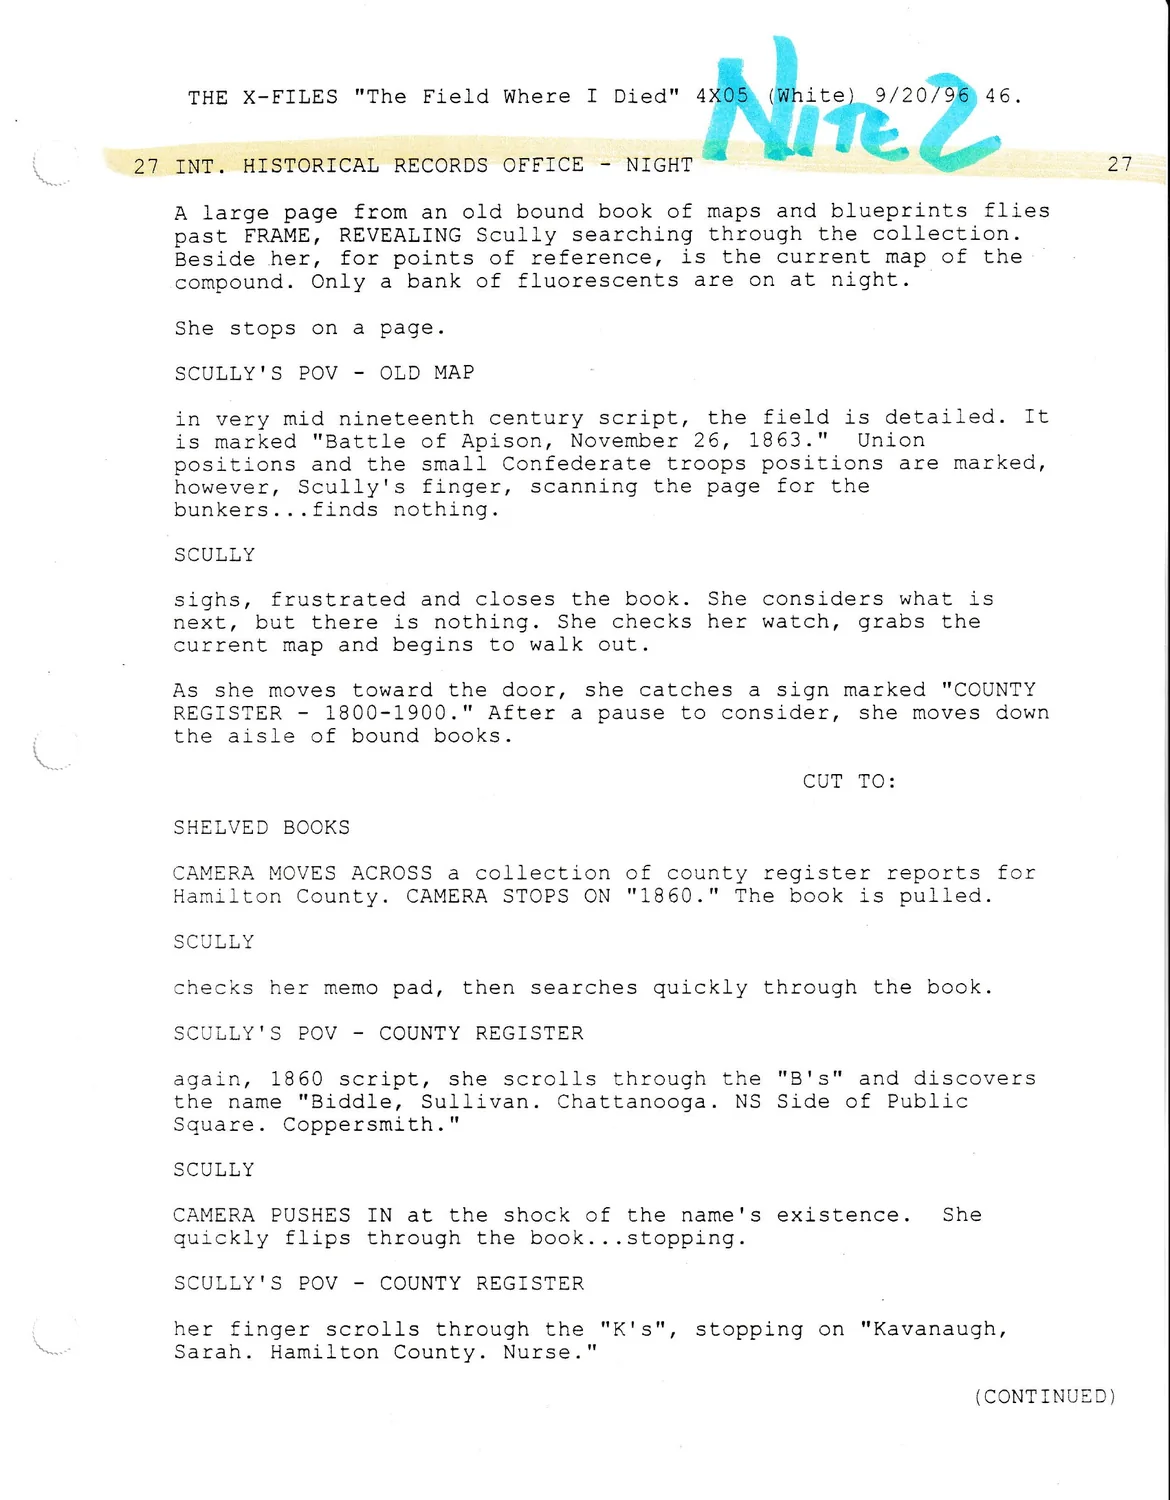 THE X-FILES "The Field Where I Died" 4X05 (White) 9/20/96 46.
NITE 2
27 INT. HISTORICAL RECORDS OFFICE - NIGHT 27
A large page from an old bound book of maps and blueprints flies
past FRAME, REVEALING Scully searching through the collection.
Beside her, for points of reference, is the current map of the
compound. Only a bank of fluorescents are on at night.
She stops on a page.
SCULLY'S POV - OLD MAP
in very mid nineteenth century script, the field is detailed. It
is marked "Battle of Apison, November 26, 1863." Union
positions and the small Confederate troops positions are marked,
however, Scully's finger, scanning the page for the
bunkers...finds nothing.
SCULLY
sighs, frustrated and closes the book. She considers what is
next, but there is nothing. She checks her watch, grabs the
current map and begins to walk out.
As she moves toward the door, she catches a sign marked "COUNTY
REGISTER - 1800-1900." After a pause to consider, she moves down
the aisle of bound books.
CUT TO:
SHELVED BOOKS
CAMERA MOVES ACROSS a collection of county register reports for
Hamilton County. CAMERA STOPS ON "1860." The book is pulled.
SCULLY
checks her memo pad, then searches quickly through the book.
SCULLY'S POV - COUNTY REGISTER
again, 1860 script, she scrolls through the "B's" and discovers
the name "Biddle, Sullivan. Chattanooga. NS Side of Public
Square. Coppersmith."
SCULLY
CAMERA PUSHES IN at the shock of the name's existence. She
quickly flips through the book...stopping.
SCULLY'S POV - COUNTY REGISTER
her finger scrolls through the "K's", stopping on "Kavanaugh,
Sarah. Hamilton County. Nurse."
(CONTINUED)